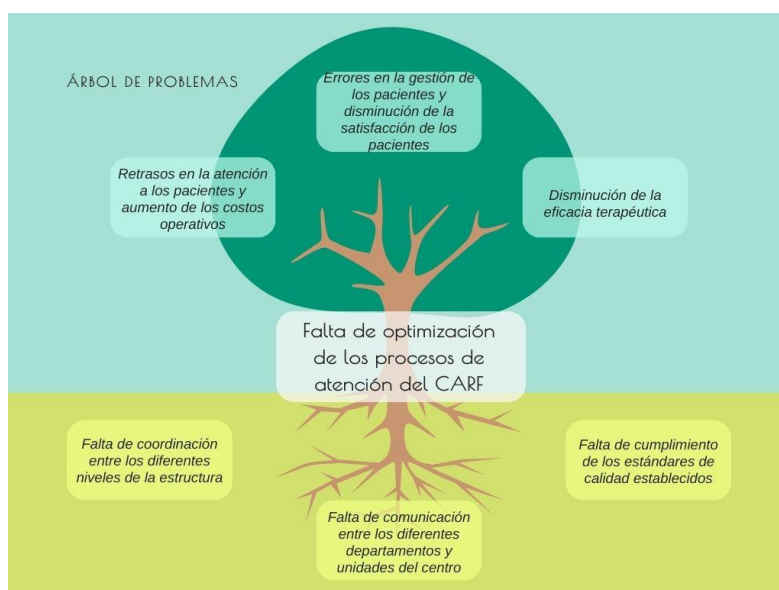 ÁRBOL DE PROBLEMAS
Errores en la gestión de
los pacientes y
disminución de la
satisfacción de los
pacientes
Retrasos en la atención
a los pacientes y
aumento de los costos
operativos
Disminución de la
eficacia terapéutica
Falta de optimización
de los procesos de
atención del CARF
Falta de coordinación
entre los diferentes
niveles de la estructura
Falta de cumplimiento
de los estándares de
calidad establecidos
Falta de comunicación
entre los diferentes
departamentos y
unidades del centro